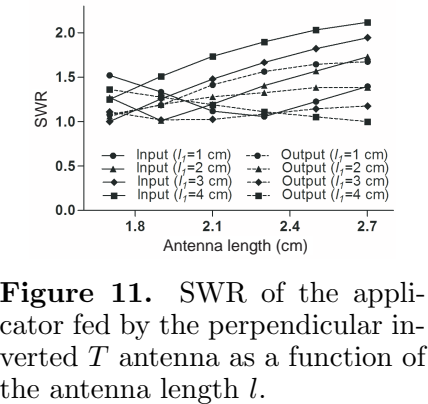 2.0
1.5
1.0
0.5
0.0
SWR
Input (l1=1 cm) Output (l1=1 cm)
Input (l1=2 cm) Output (l1=2 cm)
Input (l1=3 cm) Output (l1=3 cm)
Input (l1=4 cm) Output (l1=4 cm)
1.8 2.1 2.4 2.7
Antenna length (cm)
Figure 11. SWR of the appli-
cator fed by the perpendicular in-
verted T antenna as a function of
the antenna length l.